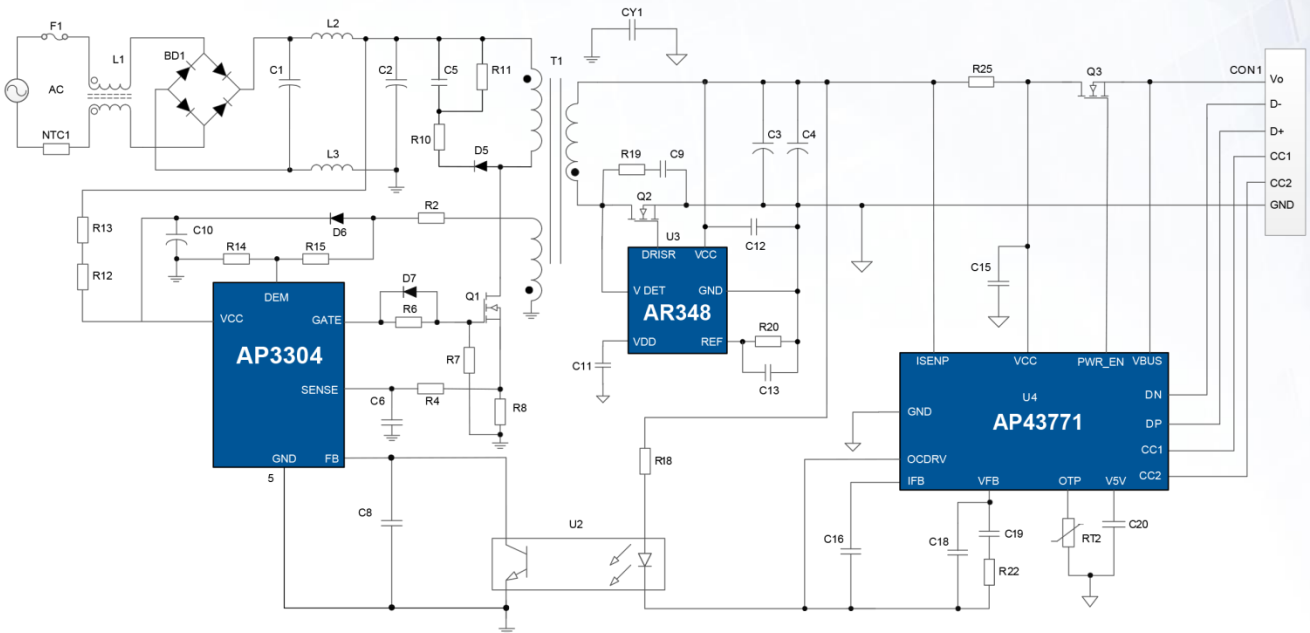 F1
L1
BD1
AC
NTC1
C1
L2
C2
C5
R11
R10
D5
T1
CY1
L3
R25
Q3
CON1
Vo
D-
D+
CC1
CC2
GND
C3
C4
R19
C9
Q2
U3
C12
R13
R12
C10
D6
R2
R14
R15
D7
R6
Q1
R7
C6
R4
R8
DEM
VCC
GATE
AP3304
SENSE
GND
FB
5
DRISR
VCC
V DET
GND
AR348
VDD
REF
R20
C13
C11
C15
ISENP
VCC
PWR_EN
VBUS
U4
AP43771
GND
DN
DP
CC1
CC2
OCDRV
IFB
VFB
OTP
V5V
R18
C8
U2
C16
C18
C19
R22
RT2
C20